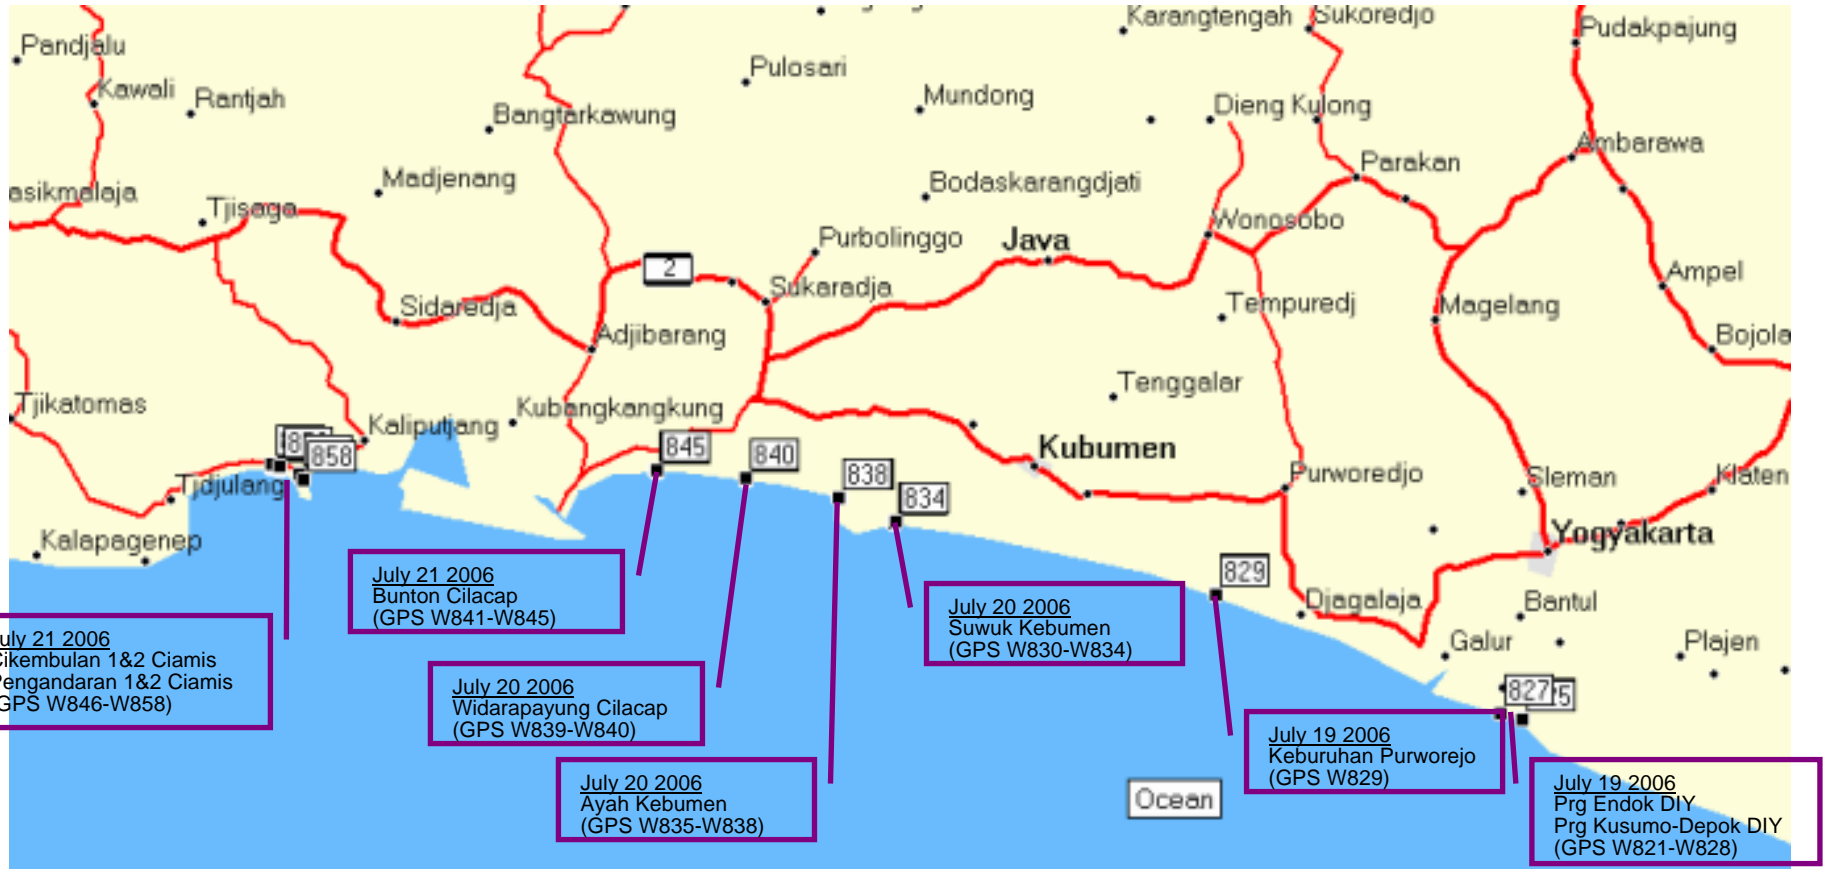 Karangtengah
Sukoredjo
Pudakpajung
Pandjalu
Pulosari
Kawali
Rantjah
Mundong
Dieng Kulong
Bangtarkawung
Ambarawa
Parakan
Madjenang
Bodaskarangdjati
asikmalaja
Tjisaga
Wonosobo
Purbolinggo
Java
2
Ampel
Sukaradja
Sidaredja
Tempuredj
Magelang
Adjibarang
Bojola
Tenggalar
Tjikatomas
Kubangkangkung
Kaliputjang
845
Kubumen
840
858
838
Purworedjo
Sleman
Klaten
Tjdjulang
834
Yogyakarta
Kalapagenep
829
Djagalaja
Bantul
Galur
Plajen
827
Ocean
July 21 2006
Bunton Cilacap
(GPS W841-W845)
uly 21 2006
Cikembulan 1&2 Ciamis
Pengandaran 1&2 Ciamis
GPS W846-W858)
July 20 2006
Widarapayung Cilacap
(GPS W839-W840)
July 20 2006
Ayah Kebumen
(GPS W835-W838)
July 20 2006
Suwuk Kebumen
(GPS W830-W834)
July 19 2006
Keburuhan Purworejo
(GPS W829)
July 19 2006
Prg Endok DIY
Prg Kusumo-Depok DIY
(GPS W821-W828)